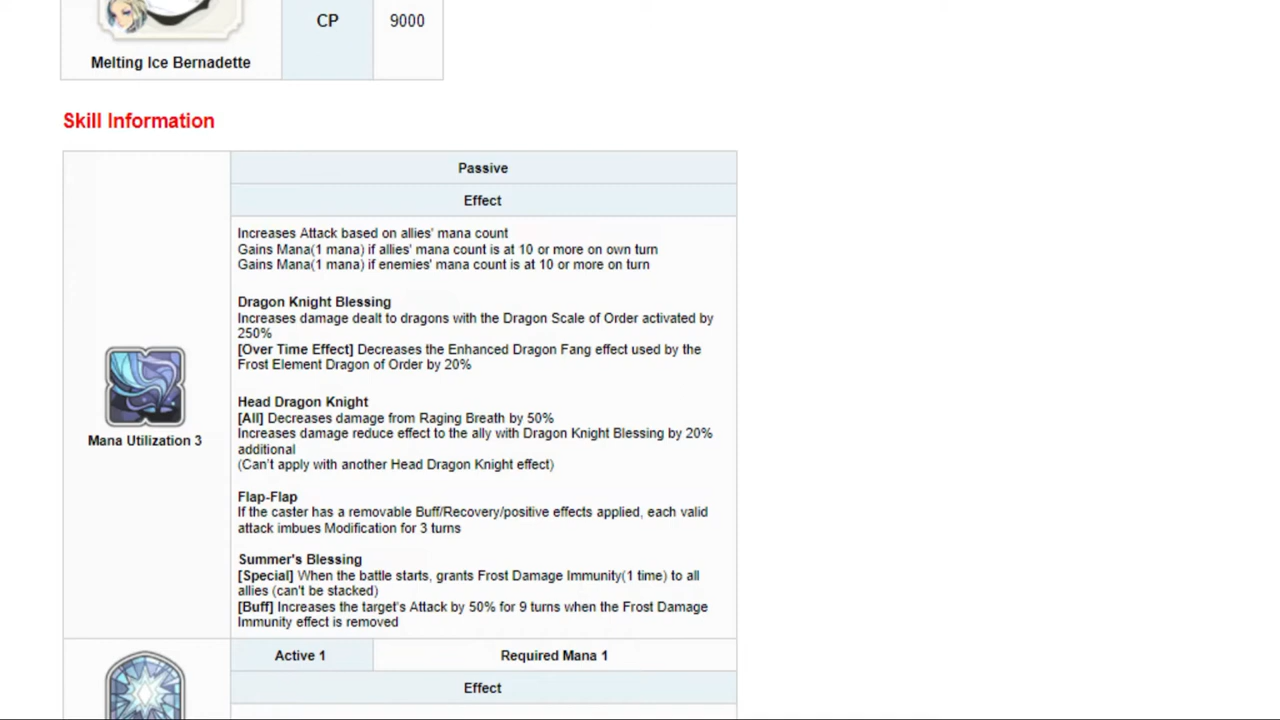 CP 9000
Melting Ice Bernadette
Skill Information
Passive
Effect
Increases Attack based on allies' mana count
Gains Mana(1 mana) if allies' mana count is at 10 or more on own turn
Gains Mana(1 mana) if enemies' mana count is at 10 or more on turn
Dragon Knight Blessing
Increases damage dealt to dragons with the Dragon Scale of Order activated by
250%
[Over Time Effect] Decreases the Enhanced Dragon Fang effect used by the
Frost Element Dragon of Order by 20%
Head Dragon Knight
[All] Decreases damage from Raging Breath by 50%
Increases damage reduce effect to the ally with Dragon Knight Blessing by 20%
additional
(Can't apply with another Head Dragon Knight effect)
Mana Utilization 3
Flap-Flap
If the caster has a removable Buff/Recovery/positive effects applied, each valid
attack imbues Modification for 3 turns
Summer's Blessing
[Special] When the battle starts, grants Frost Damage Immunity(1 time) to all
allies (can't be stacked)
[Buff] Increases the target's Attack by 50% for 9 turns when the Frost Damage
Immunity effect is removed
Active 1 Required Mana 1
Effect